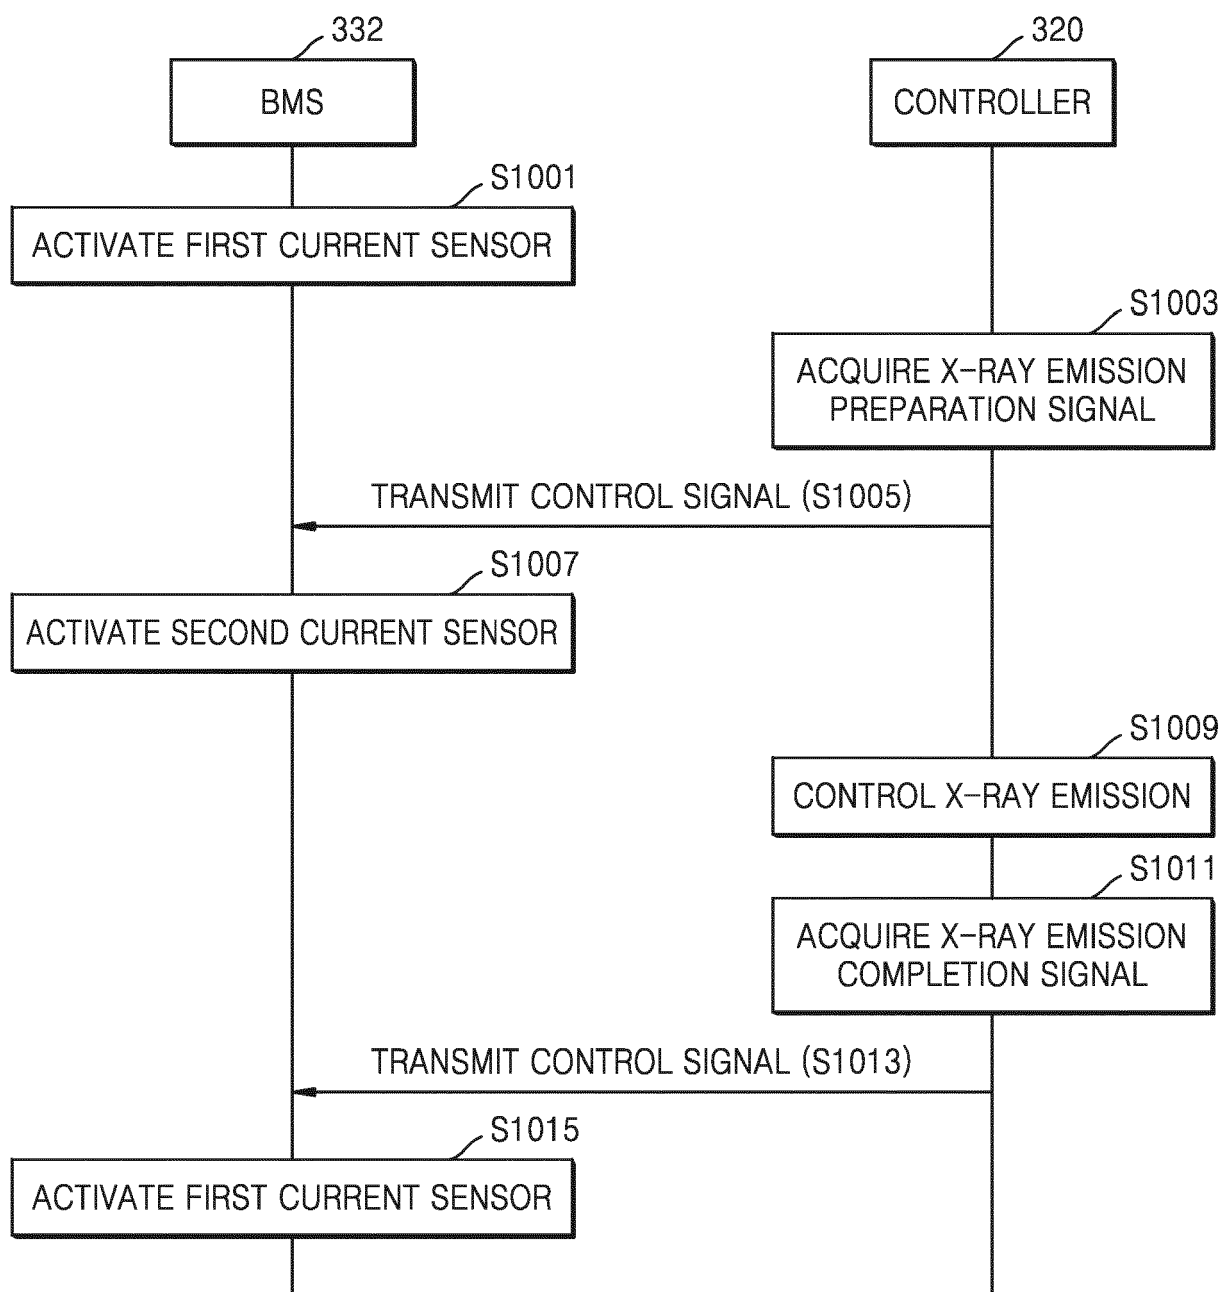 332
320
BMS
CONTROLLER
S1001
ACTIVATE FIRST CURRENT SENSOR
S1003
ACQUIRE X-RAY EMISSION
PREPARATION SIGNAL
TRANSMIT CONTROL SIGNAL (S1005)
S1007
ACTIVATE SECOND CURRENT SENSOR
S1009
CONTROL X-RAY EMISSION
S1011
ACQUIRE X-RAY EMISSION
COMPLETION SIGNAL
TRANSMIT CONTROL SIGNAL (S1013)
S1015
ACTIVATE FIRST CURRENT SENSOR